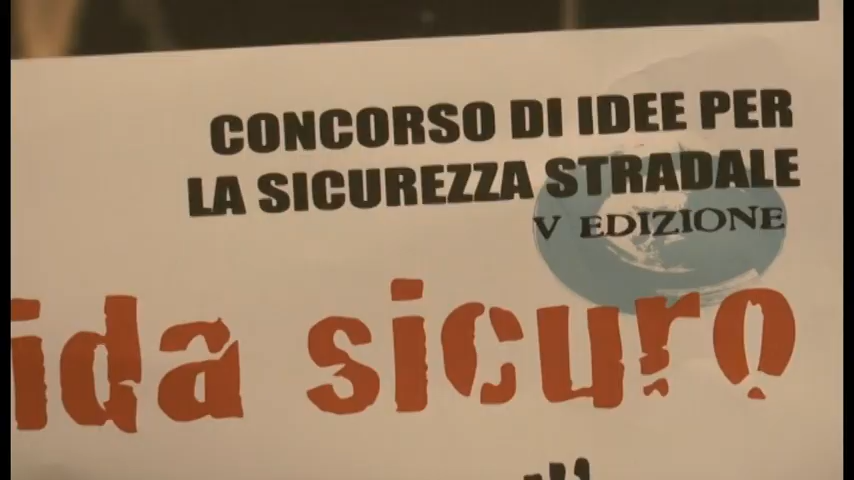 CONCORSO DI IDEE PER
LA SICUREZZA STRADALE
V EDIZIONE
ida sicuro